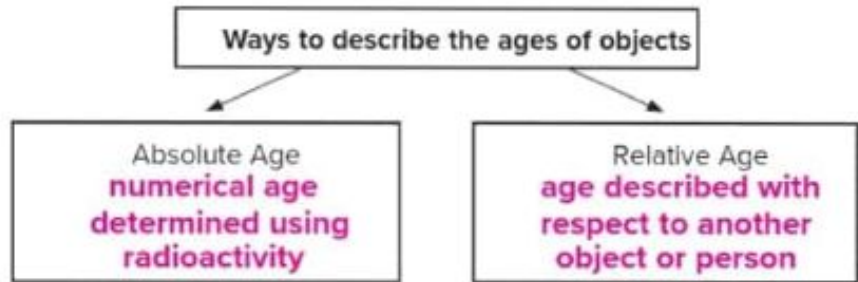 Ways to describe the ages of objects
Absolute Age
numerical age
determined using
radioactivity
Relative Age
age described with
respect to another
object or person